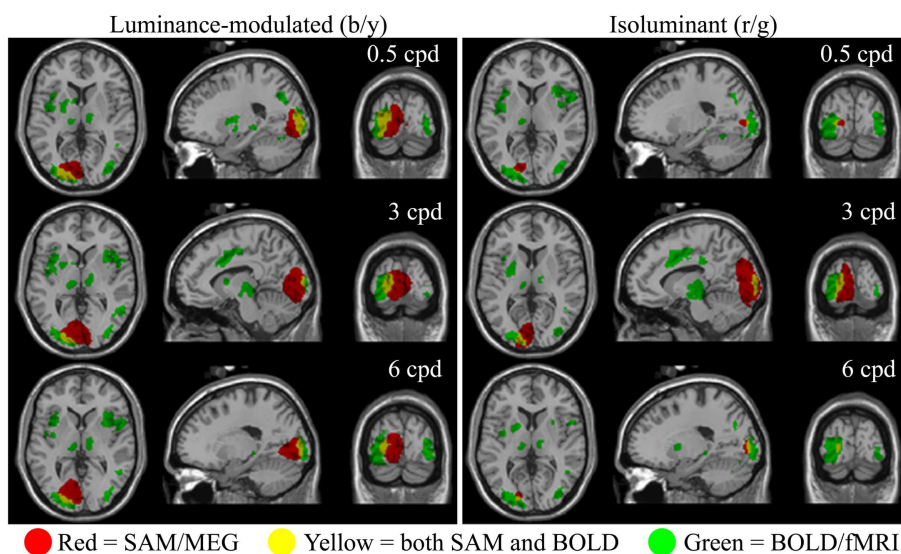 Luminance-modulated (b/y)
Isoluminant (r/g)
0.5 cpd
0.5 cpd
3 cpd
3 cpd
6 cpd
6 cpd
Red = SAM/MEG
Yellow = both SAM and BOLD
Green = BOLD/fMRI